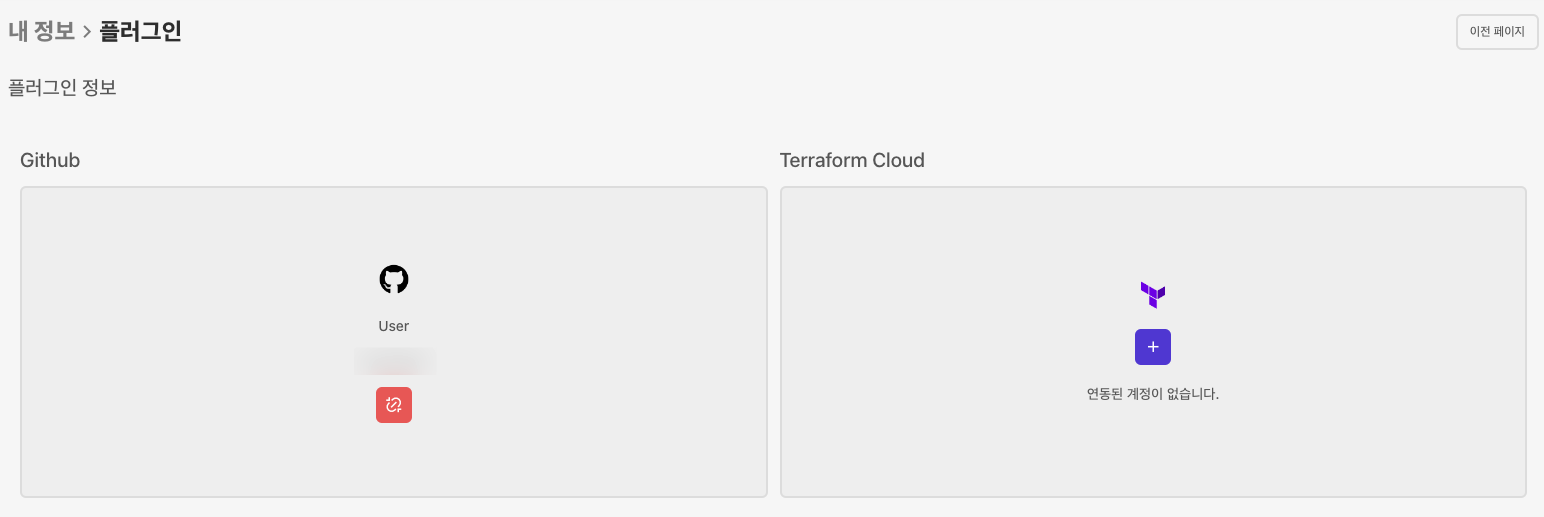 내 정보 > 플러그인
이전 페이지
플러그인 정보
Github
Terraform Cloud
User
연동된 계정이 없습니다.